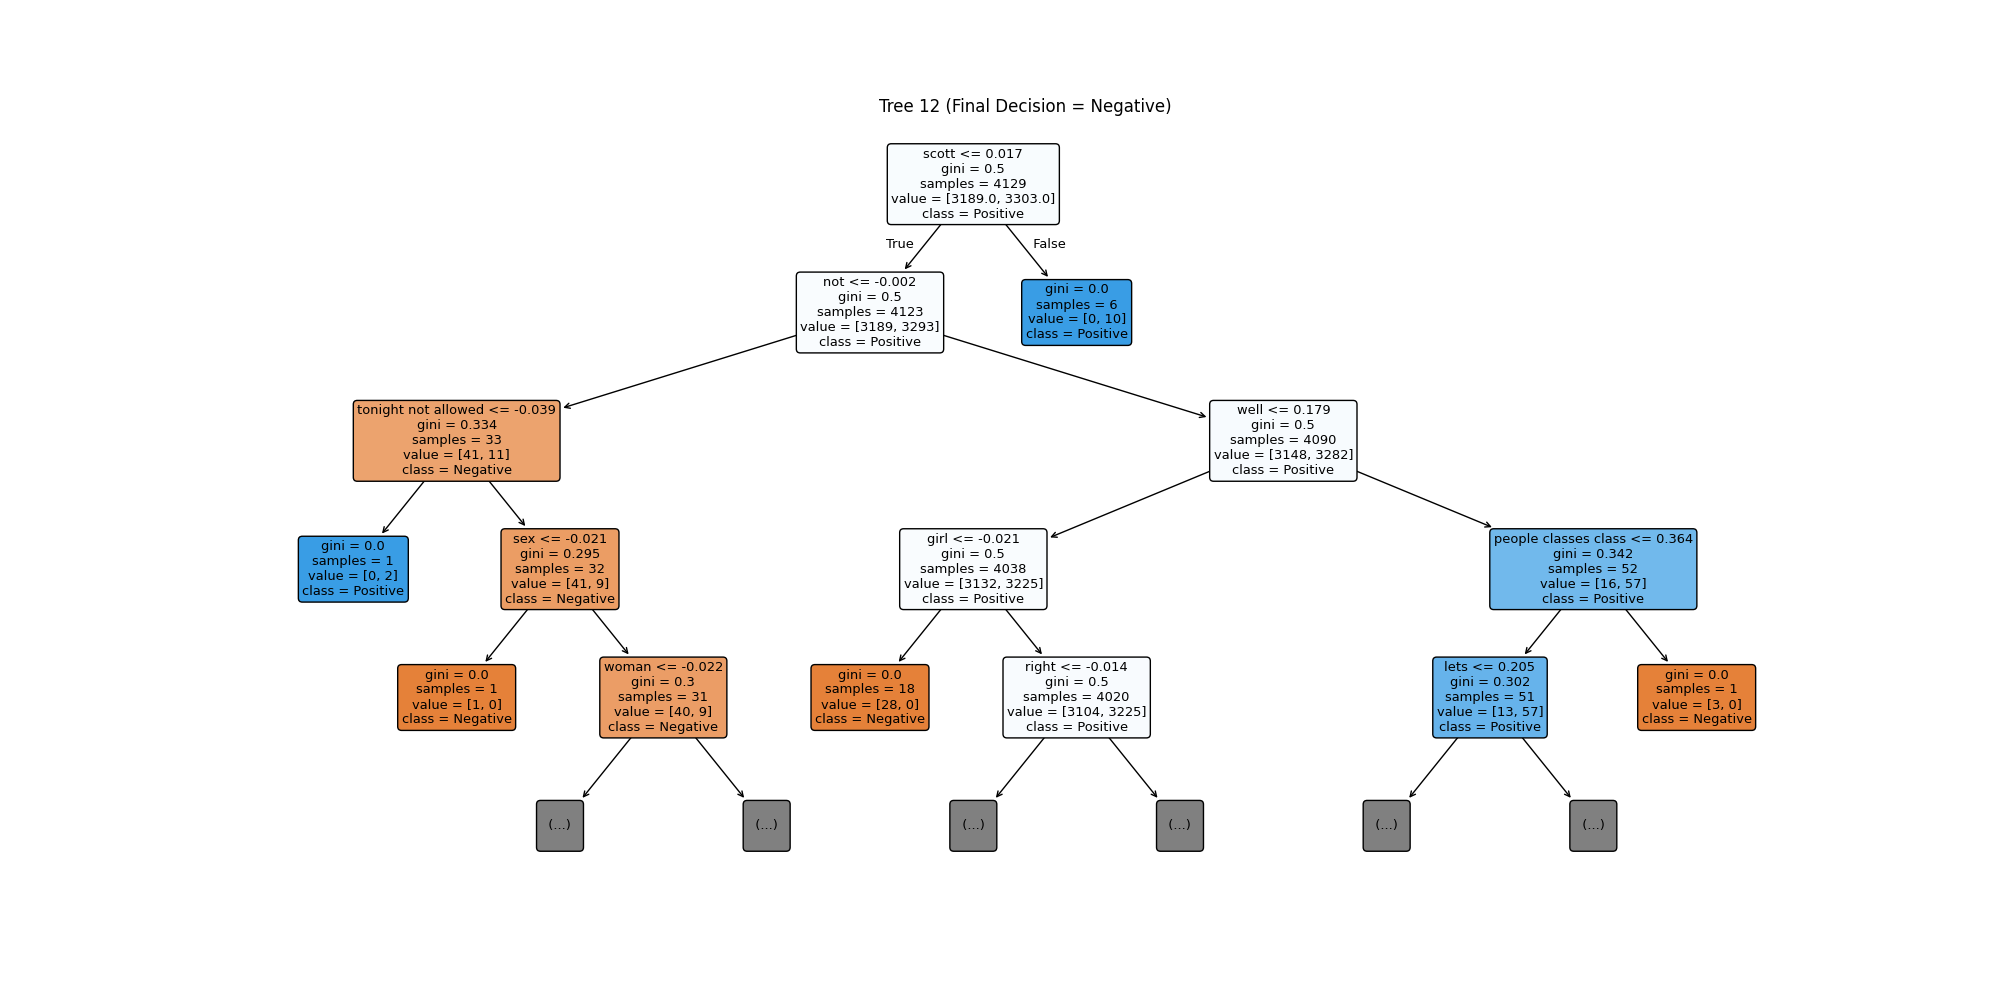 Tree 12 (Final Decision = Negative)
scott <= 0.017
gini = 0.5
samples = 4129
value = [3189.0, 3303.0]
class = Positive
True
False
not <= -0.002
gini = 0.5
samples = 4123
value = [3189, 3293]
class = Positive
gini = 0.0
samples = 6
value = [0, 10]
class = Positive
tonight not allowed <= -0.039
gini = 0.334
samples = 33
value = [41, 11]
class = Negative
well <= 0.179
gini = 0.5
samples = 4090
value = [3148, 3282]
class = Positive
gini = 0.0
samples = 1
value = [0, 2]
class = Positive
sex <= -0.021
gini = 0.295
samples = 32
value = [41, 9]
class = Negative
girl <= -0.021
gini = 0.5
samples = 4038
value = [3132, 3225]
class = Positive
people classes class <= 0.364
gini = 0.342
samples = 52
value = [16, 57]
class = Positive
gini = 0.0
samples = 1
value = [1, 0]
class = Negative
woman <= -0.022
gini = 0.3
samples = 31
value = [40, 9]
class = Negative
gini = 0.0
samples = 18
value = [28, 0]
class = Negative
right <= -0.014
gini = 0.5
samples = 4020
value = [3104, 3225]
class = Positive
lets <= 0.205
gini = 0.302
samples = 51
value = [13, 57]
class = Positive
gini = 0.0
samples = 1
value = [3, 0]
class = Negative
(...)
(...)
(...)
(...)
(...)
(...)